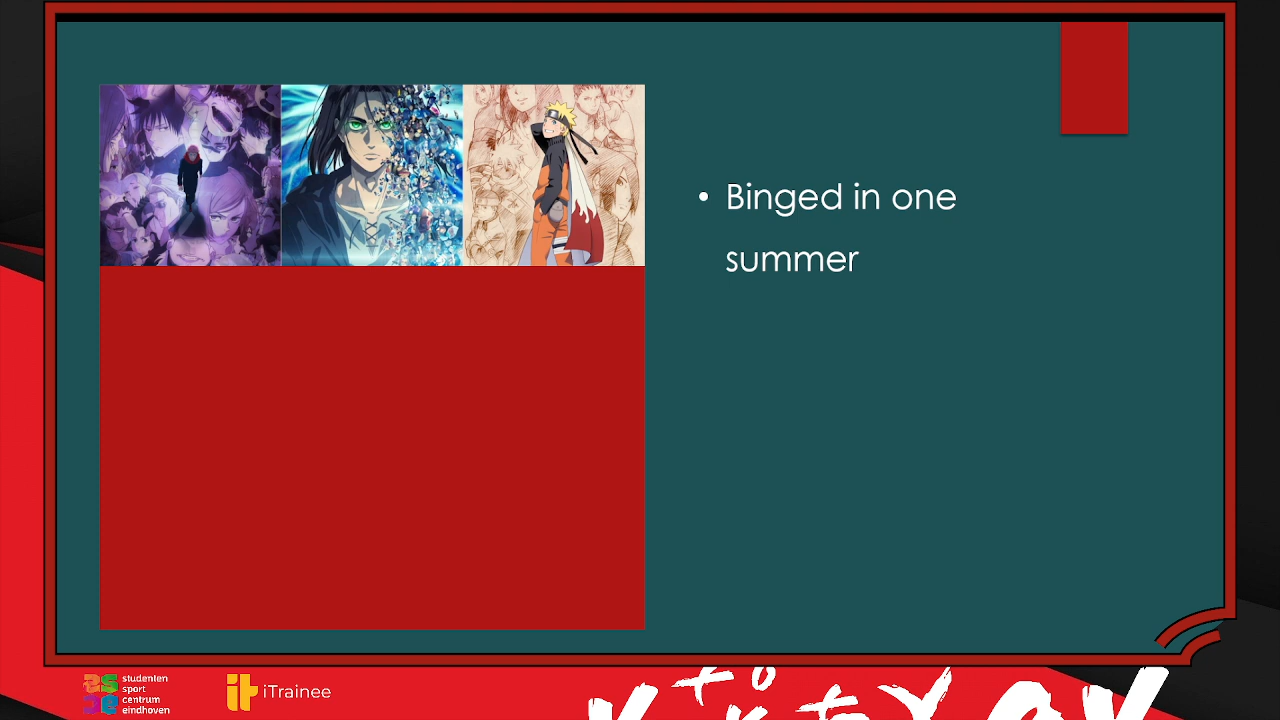 • Binged in one
summer
studenten
sport
centrum
eindhoven
iTrainee